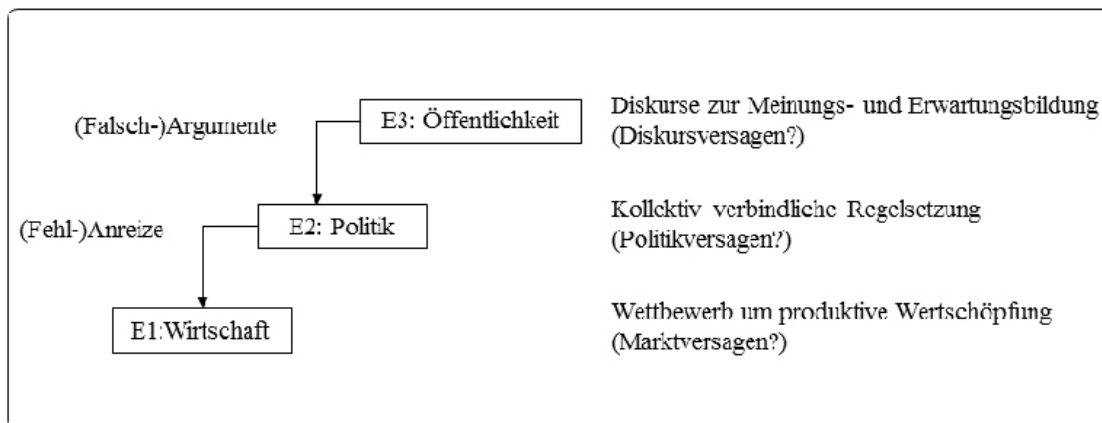 (Falsch-)Argumente
E3: Öffentlichkeit
Diskurse zur Meinungs- und Erwartungsbildung
(Diskursversagen?)
(Fehl-)Anreize
E2: Politik
Kollektiv verbindliche Regelsetzung
(Politikversagen?)
E1:Wirtschaft
Wettbewerb um produktive Wertschöpfung
(Marktversagen?)